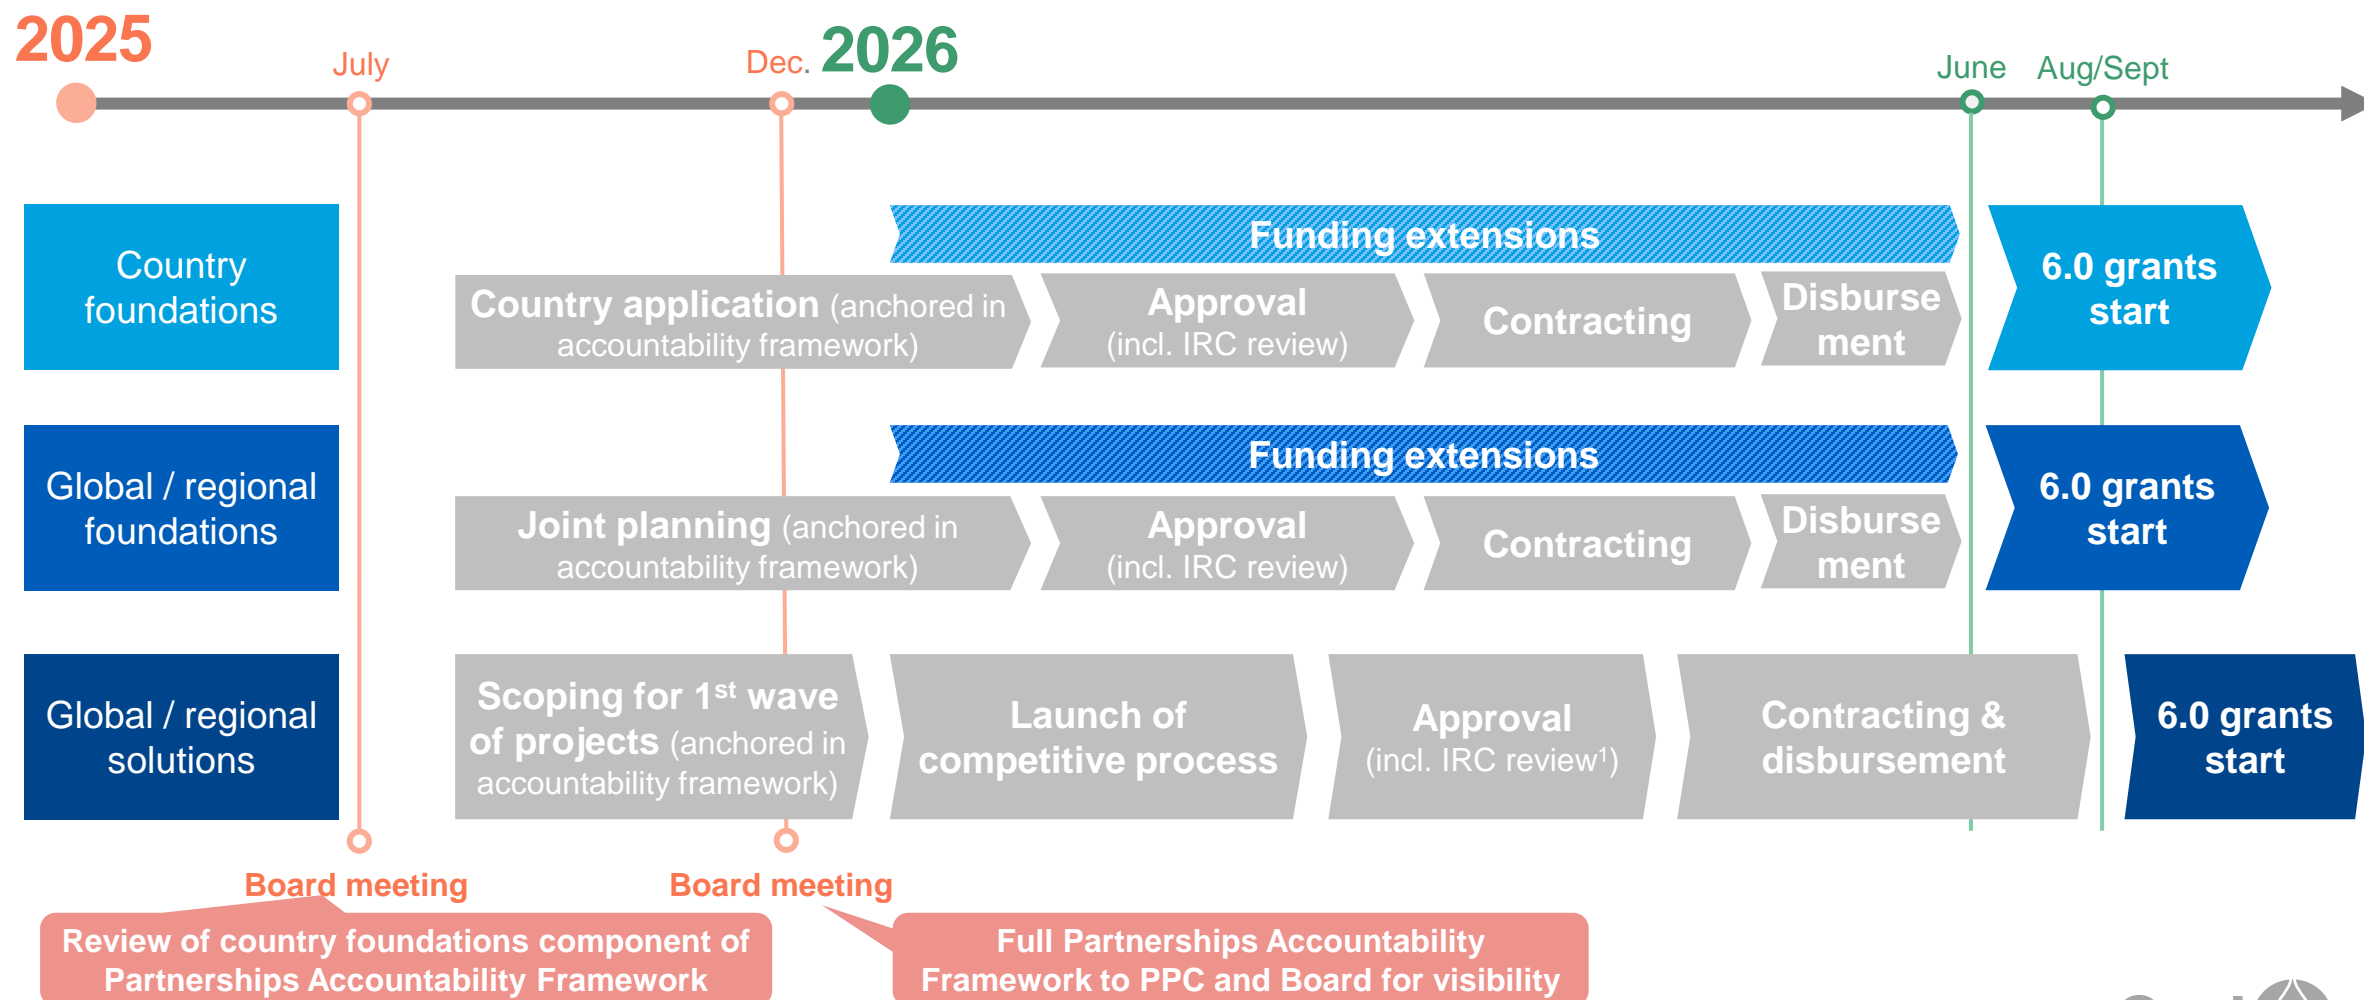 2025
July
Dec.
2026
June
Aug/Sept
Country
foundations
Funding extensions
Country application (anchored in
accountability framework)
Approval
(incl. IRC review)
Contracting
Disburse
ment
6.0 grants
start
Global / regional
foundations
Funding extensions
Joint planning (anchored in
accountability framework)
Approval
(incl. IRC review)
Contracting
Disburse
ment
6.0 grants
start
Global / regional
solutions
Scoping for 1st wave
of projects (anchored in
accountability framework)
Launch of
competitive process
Approval
(incl. IRC review¹)
Contracting &
disbursement
6.0 grants
start
Board meeting
Board meeting
Review of country foundations component of
Partnerships Accountability Framework
Full Partnerships Accountability
Framework to PPC and Board for visibility